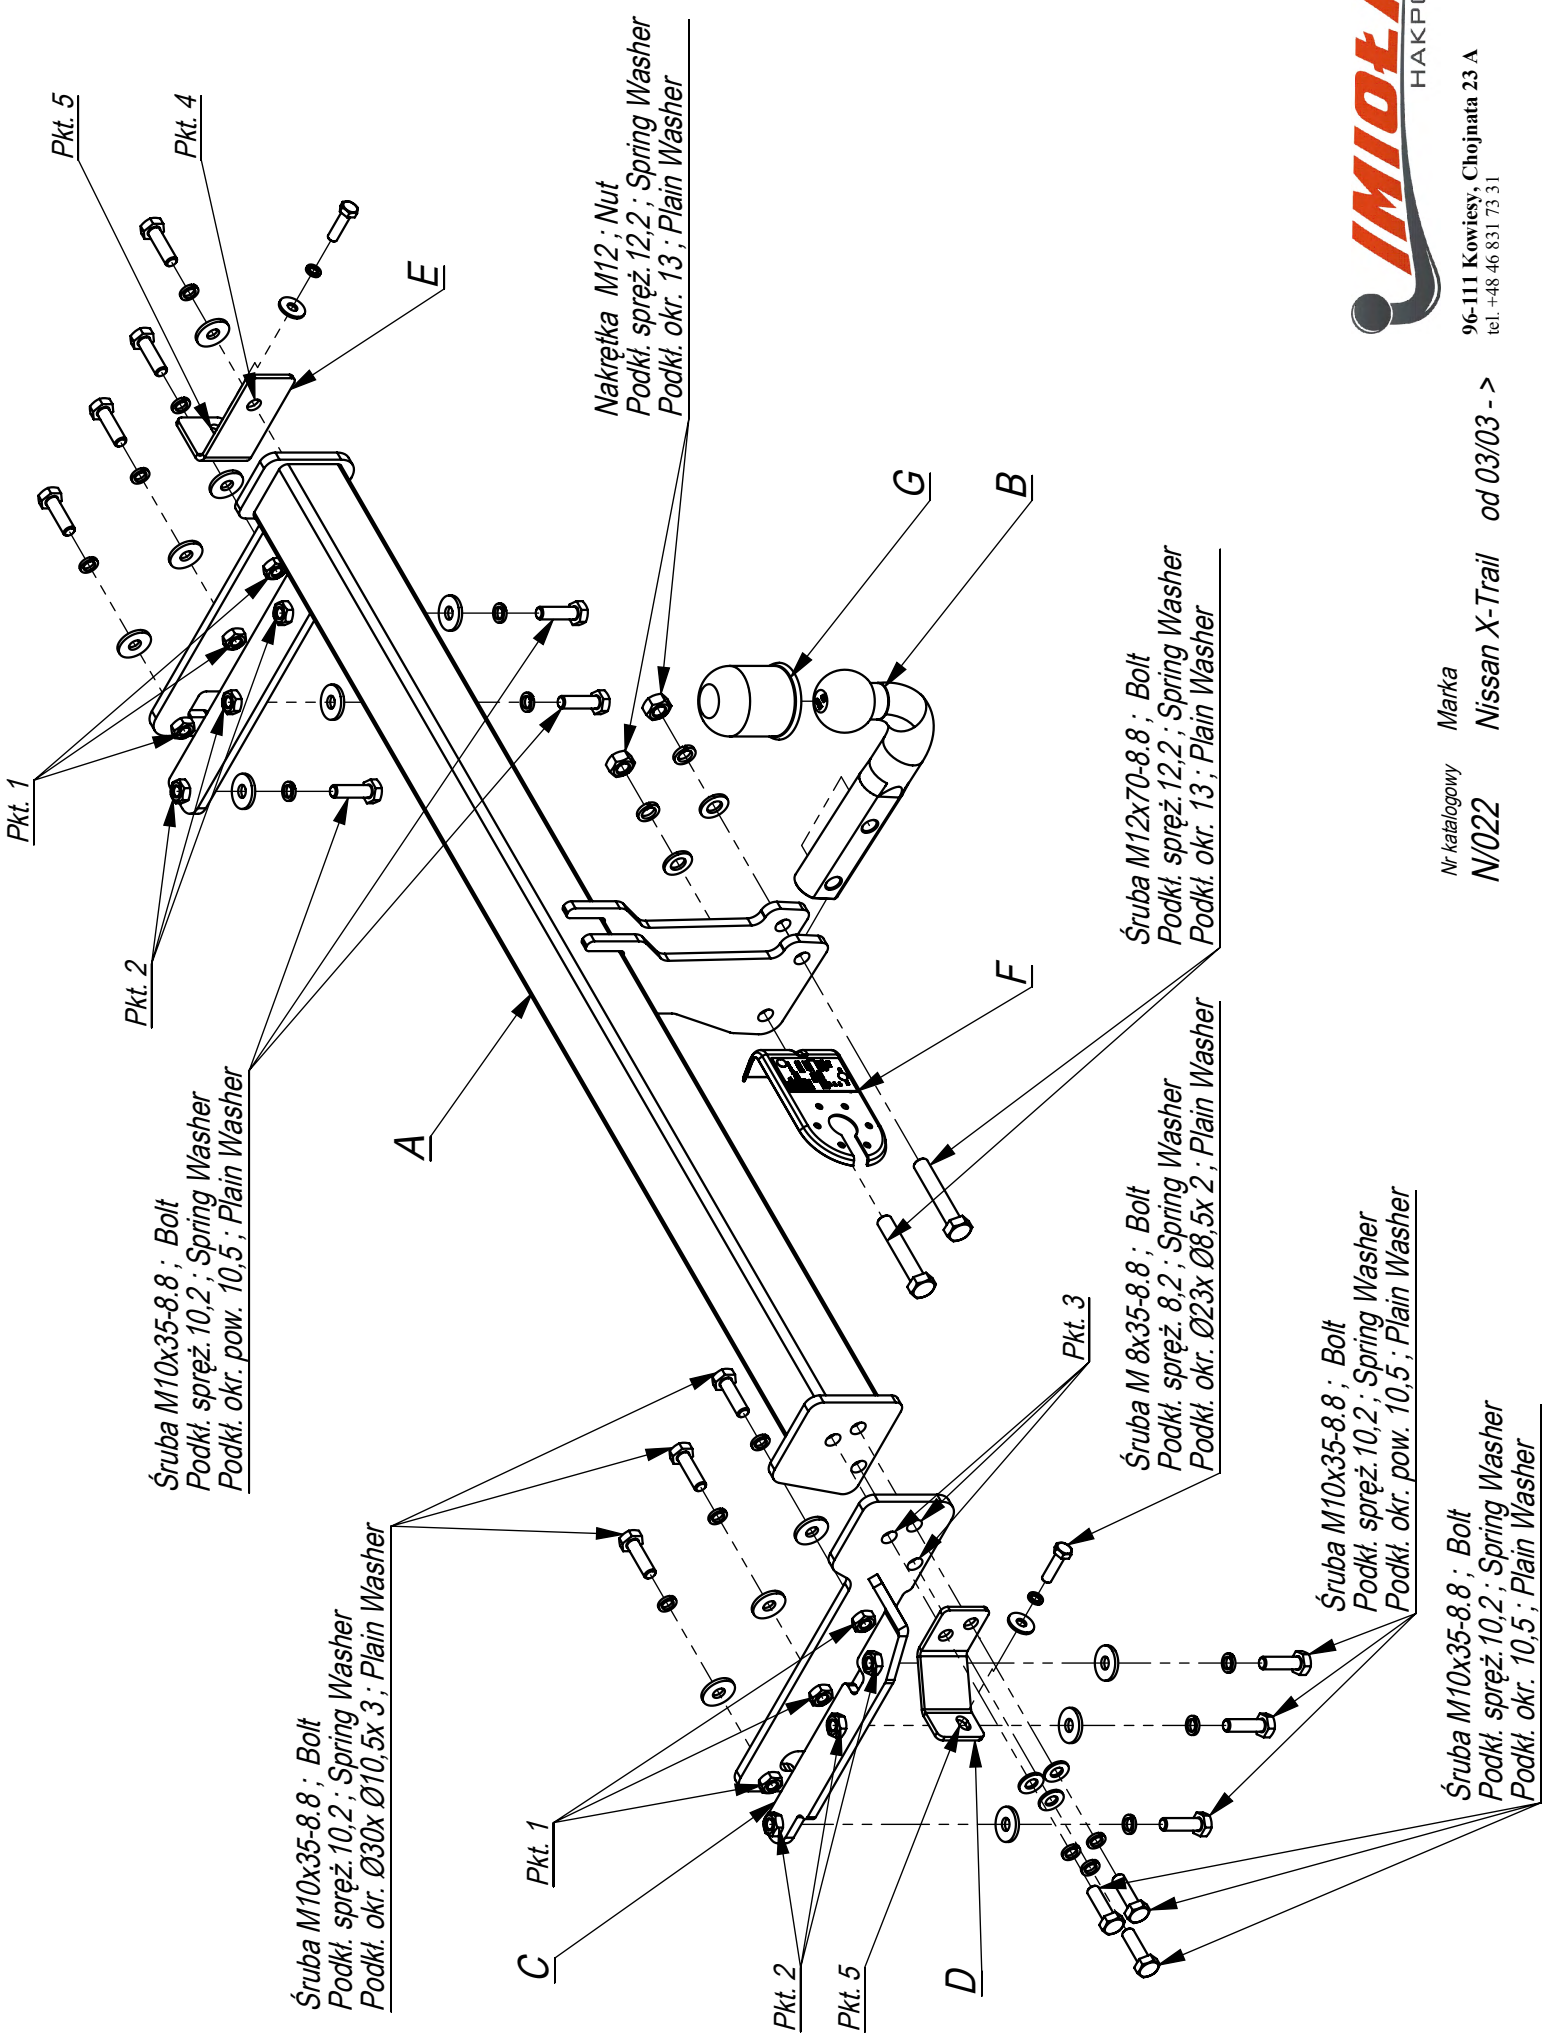 Śruba M10x35-8.8 ; Bolt
Podkł. spręż.10,2 ; Spring Washer
Podkł. okr. Ø30x Ø10,5x 3 ; Plain Washer
Śruba M10x35-8.8 ; Bolt
Podkł. spręż.10,2 ; Spring Washer
Podkł. okr. pow. 10,5 ; Plain Washer
Pkt. 1
Pkt. 2
Pkt. 5
Pkt. 4
E
A
C
Pkt. 1
Pkt. 2
Pkt. 5
D
Nakrętka M12 ; Nut
Podkł. spręż.12,2 ; Spring Washer
Podkł. okr. 13 ; Plain Washer
G
B
F
Pkt. 3
Śruba M12x70-8.8 ; Bolt
Podkł. spręż.12,2 ; Spring Washer
Podkł. okr. 13 ; Plain Washer
Śruba M 8x35-8.8 ; Bolt
Podkł. spręż. 8,2 ; Spring Washer
Podkł. okr. Ø23x Ø8,5x 2 ; Plain Washer
Śruba M10x35-8.8 ; Bolt
Podkł. spręż.10,2 ; Spring Washer
Podkł. okr. pow. 10,5 ; Plain Washer
Śruba M10x35-8.8 ; Bolt
Podkł. spręż.10,2 ; Spring Washer
Podkł. okr. 10,5 ; Plain Washer
Nr katalogowy Marka
N/022 Nissan X-Trail od 03/03 - >
IMIOŁA
HAKP
96-111 Kowiesy, Chojnata 23 A
tel. +48 46 831 73 31